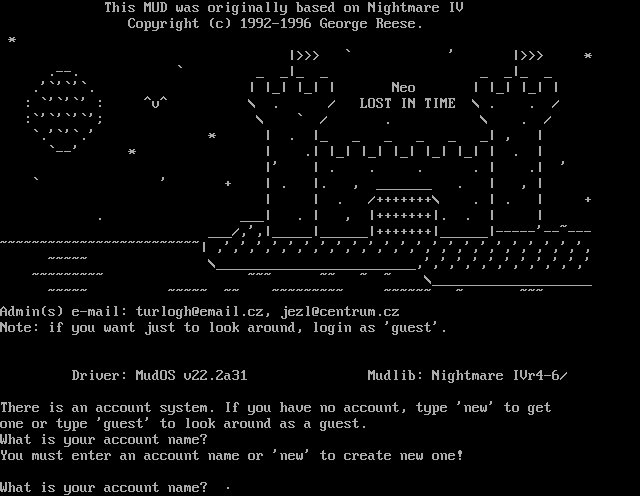 This MUD was originally based on Nightmare IV
Copyright (c) 1992-1996 George Reese.
Neo
LOST IN TIME
Admin(s) e-mail: turlogh@email.cz, jezl@centrum.cz
Note: if you want just to look around, login as 'guest'.
Driver: MudOS v22.2a31 Mudlib: Nightmare IVr4-6/
There is an account system. If you have no account, type 'new' to get
one or type 'guest' to look around as a guest.
What is your account name?
You must enter an account name or 'new' to create new one!
What is your account name?